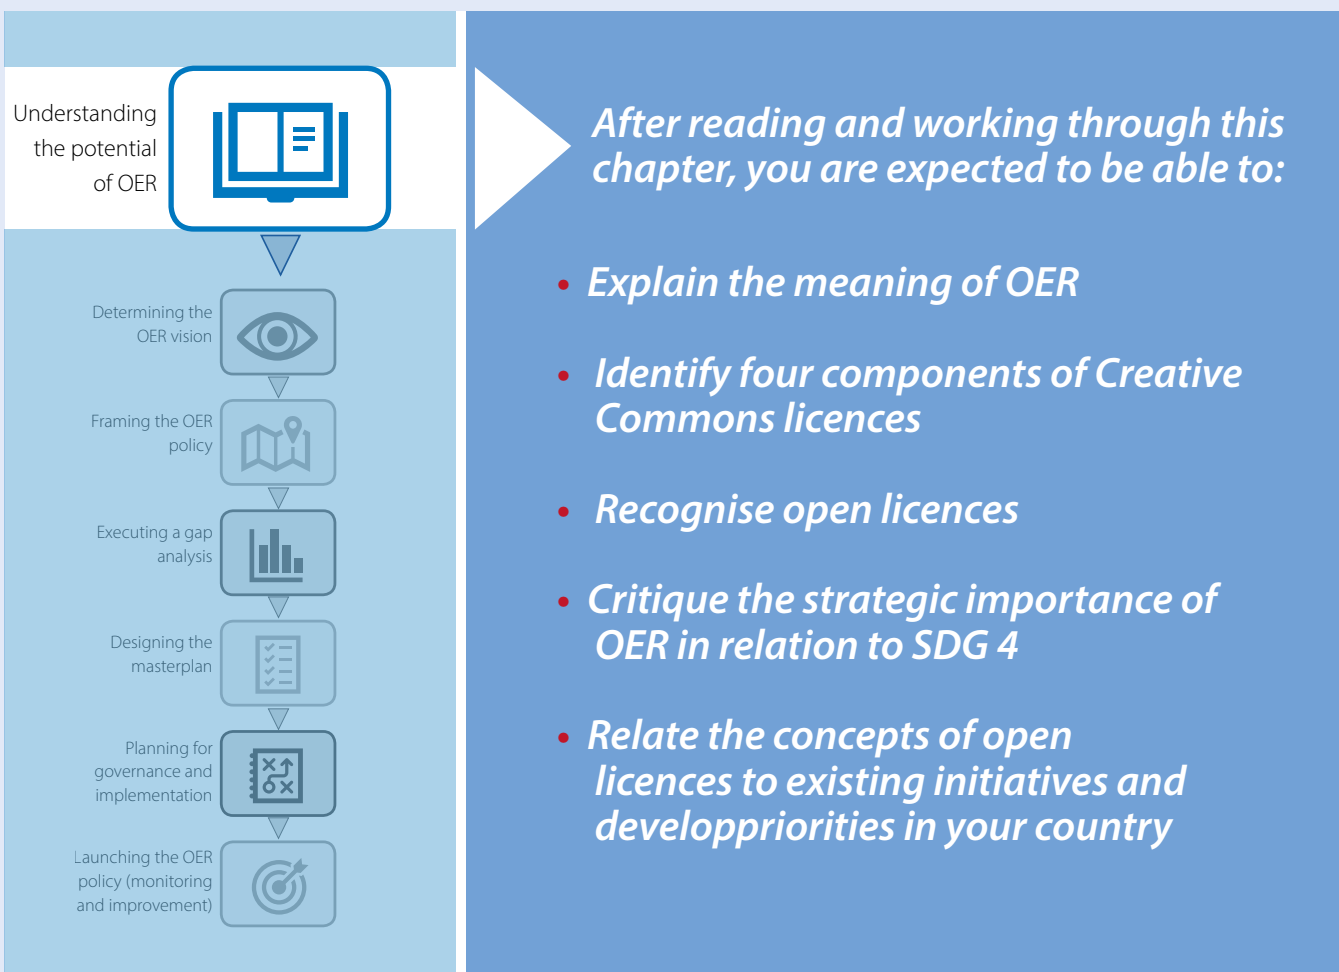 Understanding
the potential
of OER
Determining the
OER vision
Framing the OER
policy
Executing a gap
analysis
Designing the
masterplan
Planning for
governance and
implementation
Launching the OER
policy (monitoring
and improvement)
After reading and working through this
chapter, you are expected to be able to:
• Explain the meaning of OER
• Identify four components of Creative
Commons licences
• Recognise open licences
• Critique the strategic importance of
OER in relation to SDG 4
• Relate the concepts of open
licences to existing initiatives and
developpriorities in your country